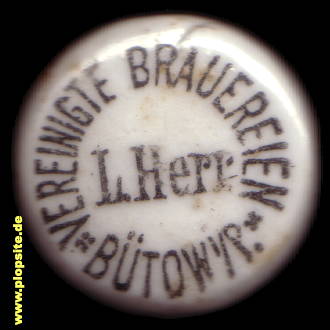 VEREINIGTE BRAUEREIEN
L. Herr
* BÜTOW i/P. *
www.plopsite.de